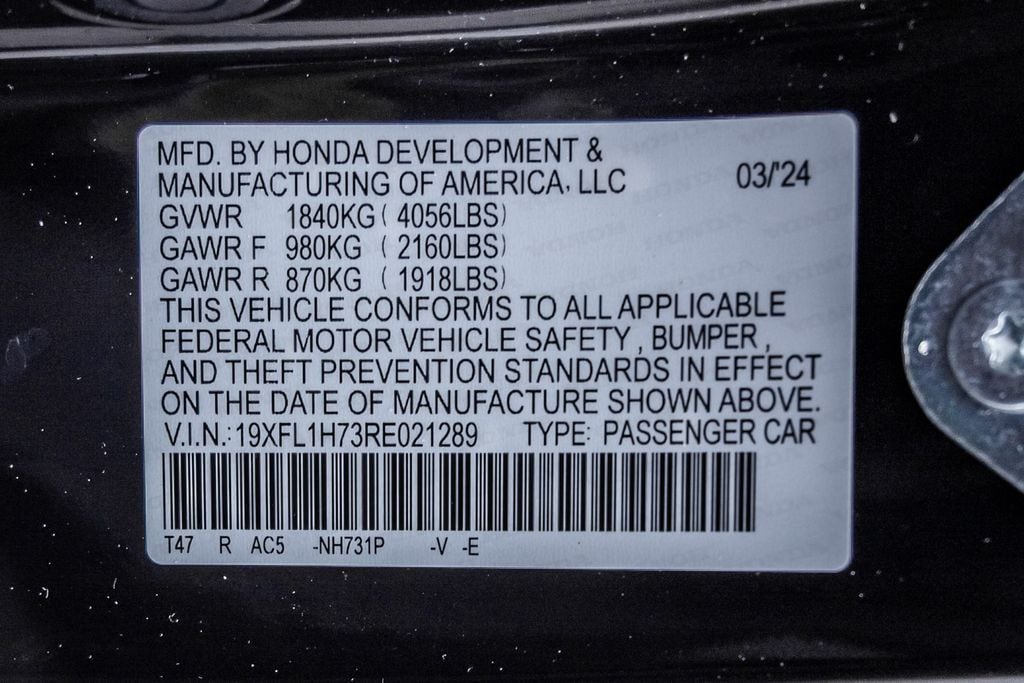 MFD. BY HONDA DEVELOPMENT &
MANUFACTURING OF AMERICA, LLC 03/'24
GVWR 1840KG ( 4056LBS)
GAWR F 980KG ( 2160LBS)
GAWR R 870KG ( 1918LBS)
THIS VEHICLE CONFORMS TO ALL APPLICABLE
FEDERAL MOTOR VEHICLE SAFETY , BUMPER ,
AND THEFT PREVENTION STANDARDS IN EFFECT
ON THE DATE OF MANUFACTURE SHOWN ABOVE.
V.I.N.: 19XFL1H73RE021289 TYPE: PASSENGER CAR
T47 R AC5 -NH731P -V -E